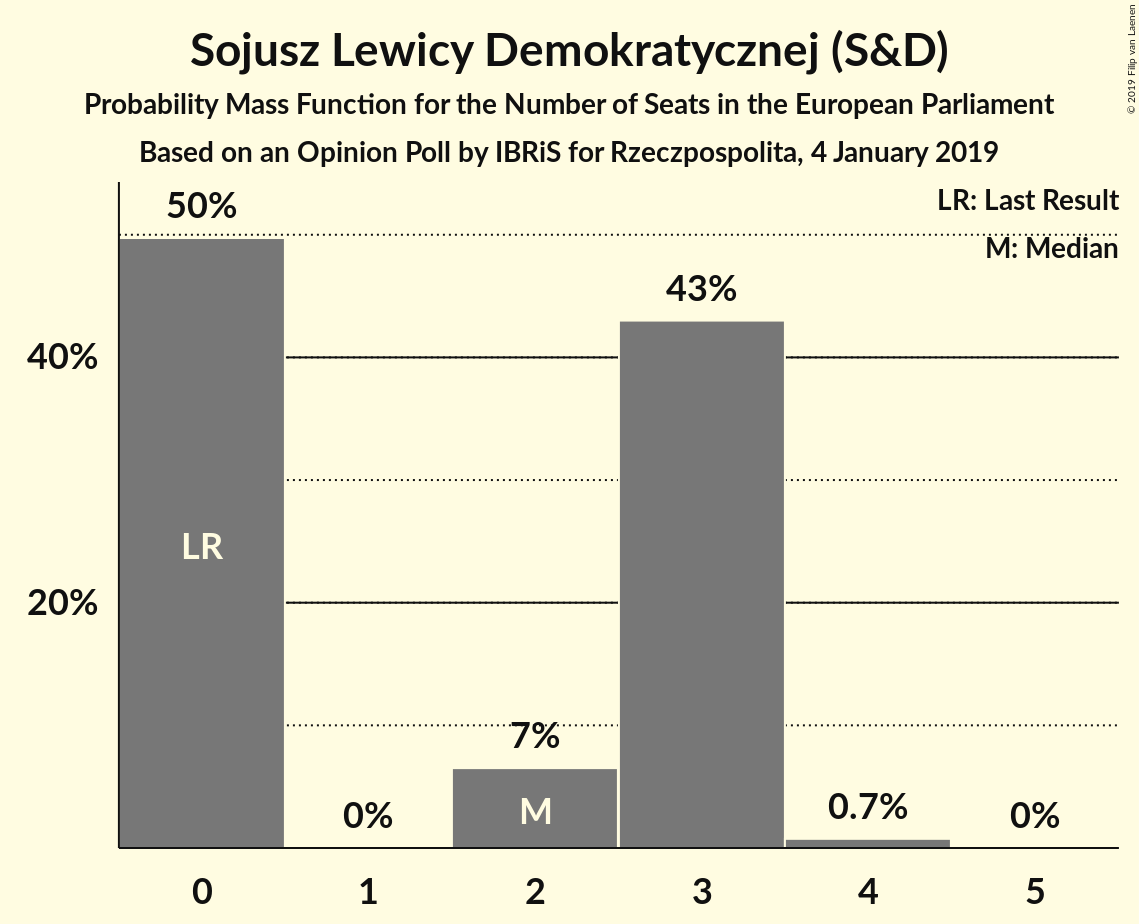 Sojusz Lewicy Demokratycznej (S&D)
Probability Mass Function for the Number of Seats in the European Parliament
Based on an Opinion Poll by IBRiS for Rzeczpospolita, 4 January 2019
© 2019 Filip van Laenen
LR: Last Result
M: Median
50%
43%
40%
LR
20%
7%
M
0%
0.7%
0%
0 1 2 3 4 5